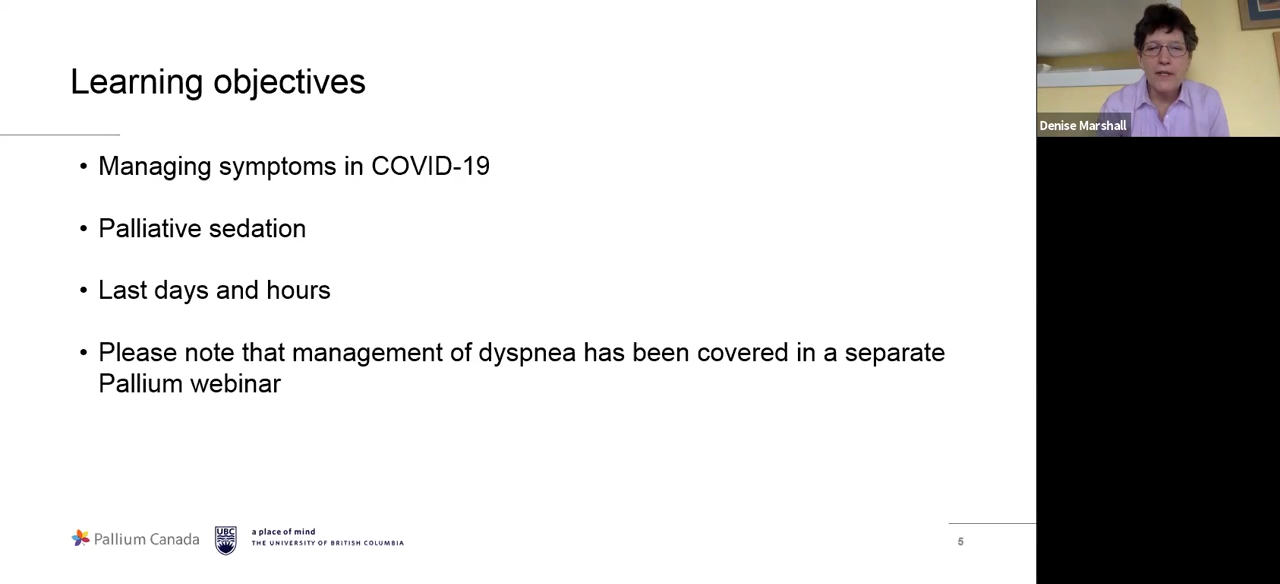 Learning objectives
• Managing symptoms in COVID-19
• Palliative sedation
• Last days and hours
• Please note that management of dyspnea has been covered in a separate
Pallium webinar
Denise Marshall
Pallium Canada
UBC
a place of mind
THE UNIVERSITY OF BRITISH COLUMBIA
5